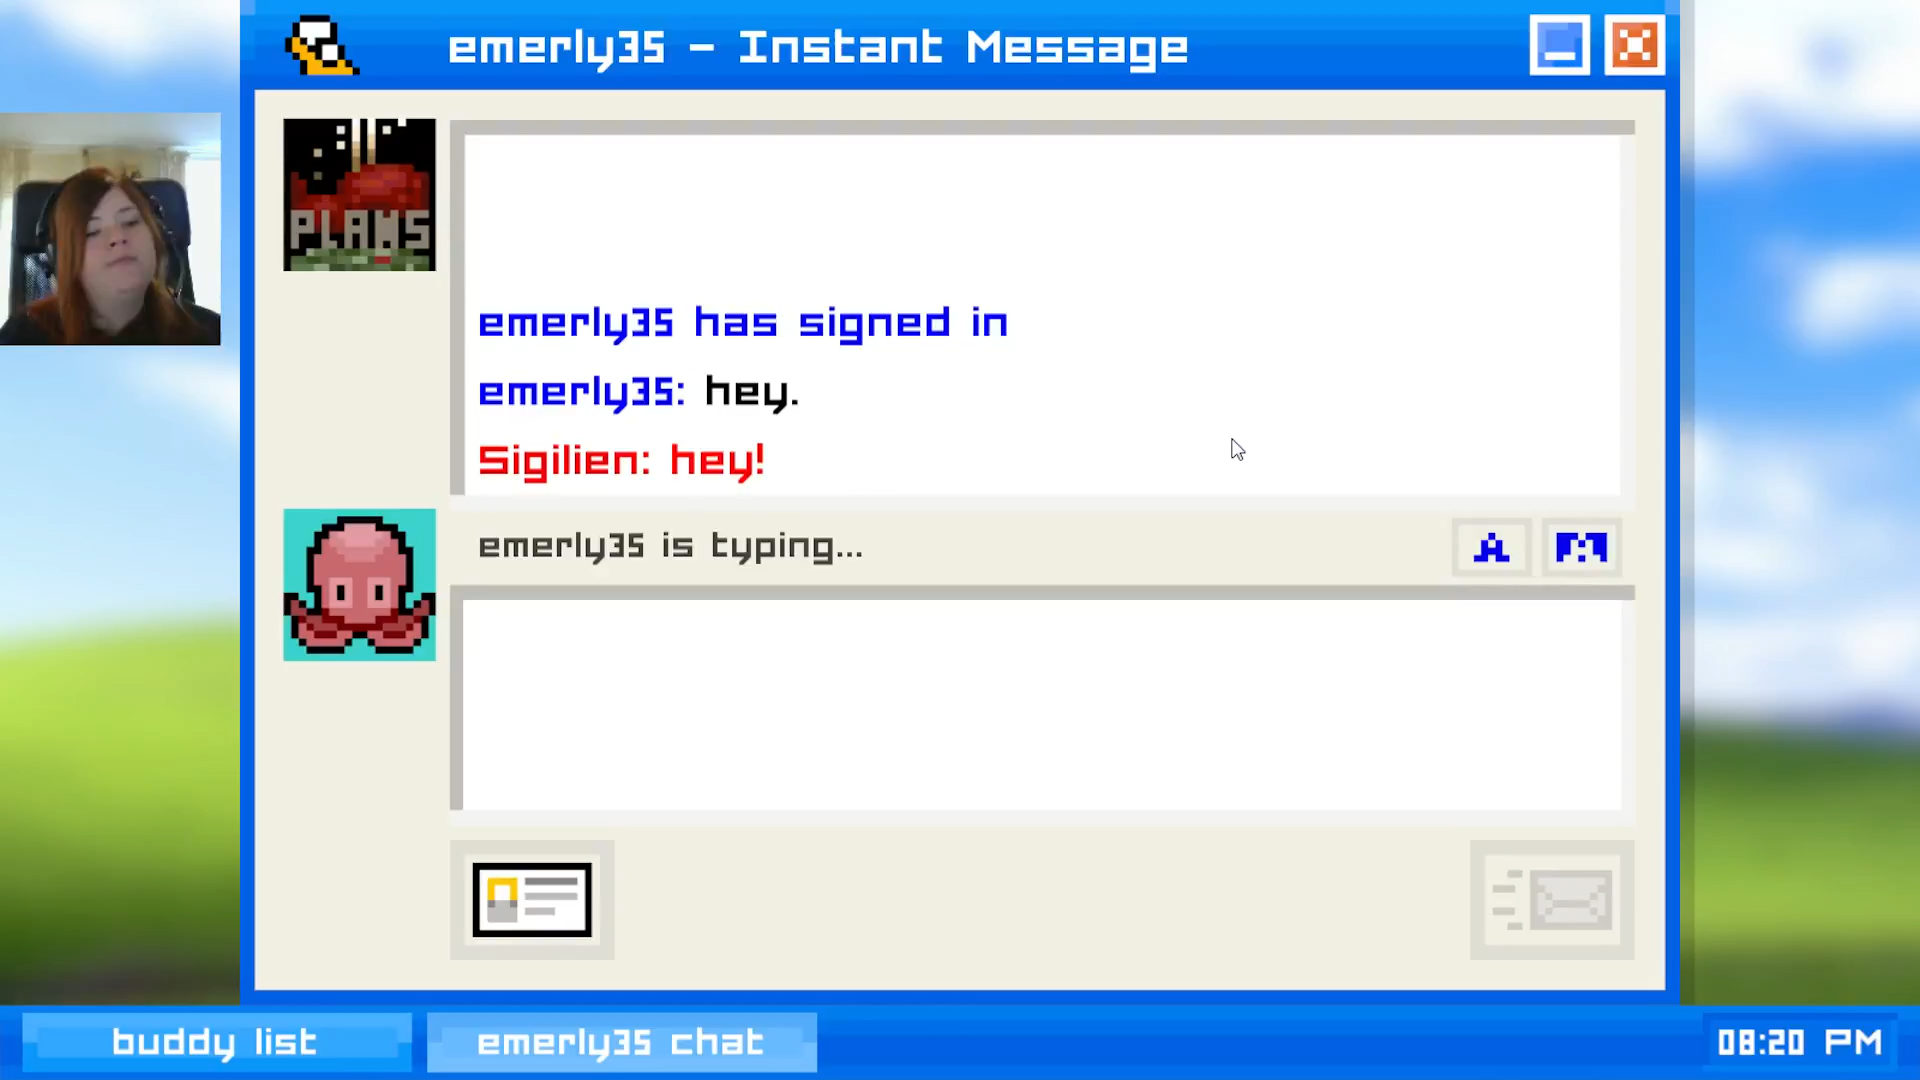 emerly35 - Instant Message
PLANS
emerly35 has signed in
emerly35: hey.
Sigilien: hey!
emerly35 is typing...
A
buddy list
emerly35 chat
08:20 PM